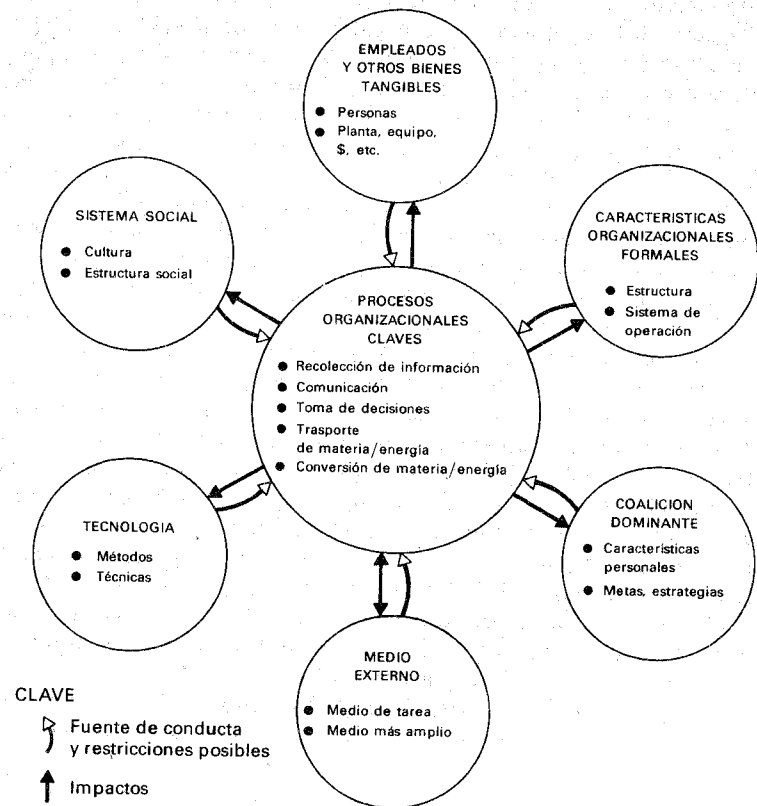 EMPLEADOS
Y OTROS BIENES
TANGIBLES
● Personas
● Planta, equipo,
$, etc.
SISTEMA SOCIAL
● Cultura
● Estructura social
CARACTERISTICAS
ORGANIZACIONALES
FORMALES
● Estructura
● Sistema de
operación
PROCESOS
ORGANIZACIONALES
CLAVES
● Recolección de información
● Comunicación
● Toma de decisiones
● Trasporte
de materia/energía
● Conversión de materia/energía
TECNOLOGIA
● Métodos
● Técnicas
COALICION
DOMINANTE
● Características
personales
● Metas, estrategias
MEDIO
EXTERNO
● Medio de tarea
● Medio más amplio
CLAVE
Fuente de conducta
y restricciones posibles
Impactos